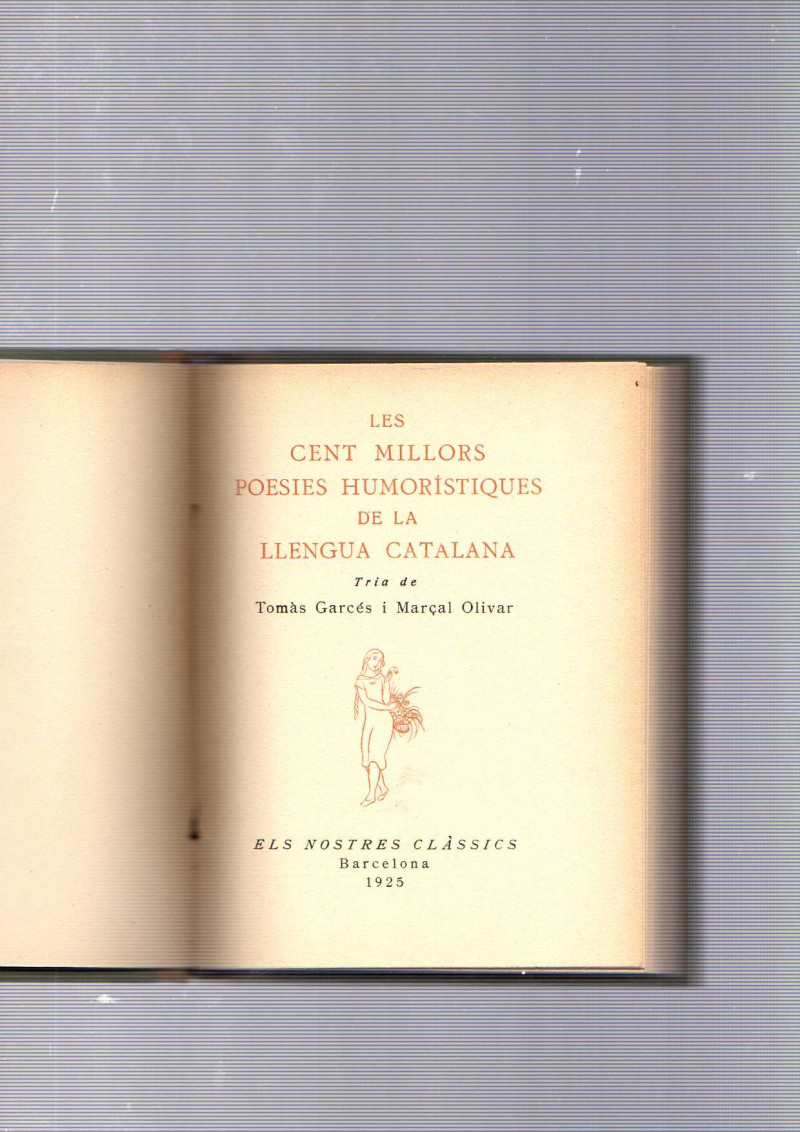 LES
CENT MILLORS
POESIES HUMORÍSTIQUES
DE LA
LLENGUA CATALANA
Tria de
Tomàs Garcés i Marçal Olivar
ELS NOSTRES CLÀSSICS
Barcelona
1925